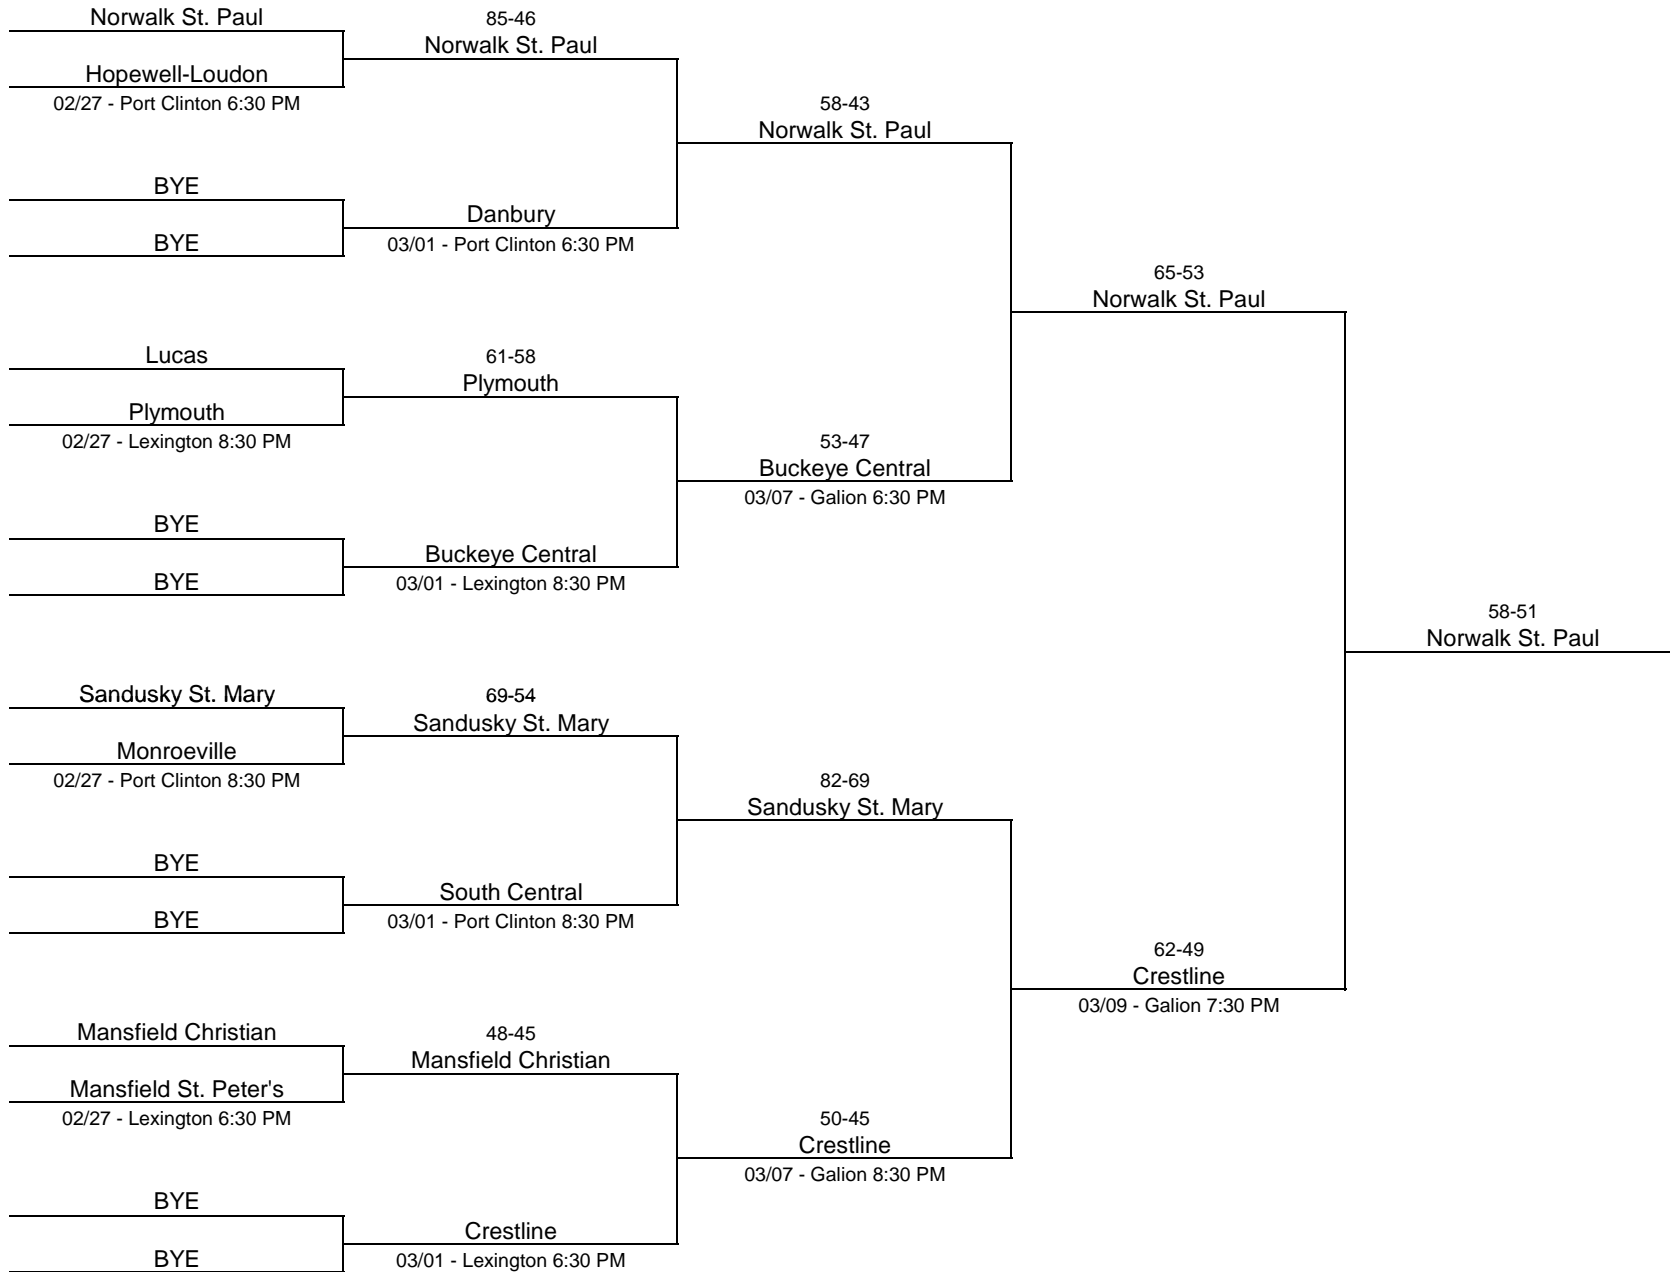 Norwalk St. Paul
Hopewell-Loudon
02/27 - Port Clinton 6:30 PM
BYE
BYE
Lucas
Plymouth
02/27 - Lexington 8:30 PM
BYE
BYE
Sandusky St. Mary
Monroeville
02/27 - Port Clinton 8:30 PM
BYE
BYE
Mansfield Christian
Mansfield St. Peter's
02/27 - Lexington 6:30 PM
BYE
BYE
85-46
Norwalk St. Paul
Danbury
03/01 - Port Clinton 6:30 PM
61-58
Plymouth
Buckeye Central
03/01 - Lexington 8:30 PM
69-54
Sandusky St. Mary
South Central
03/01 - Port Clinton 8:30 PM
48-45
Mansfield Christian
Crestline
03/01 - Lexington 6:30 PM
58-43
Norwalk St. Paul
53-47
Buckeye Central
03/07 - Galion 6:30 PM
82-69
Sandusky St. Mary
50-45
Crestline
03/07 - Galion 8:30 PM
65-53
Norwalk St. Paul
62-49
Crestline
03/09 - Galion 7:30 PM
58-51
Norwalk St. Paul